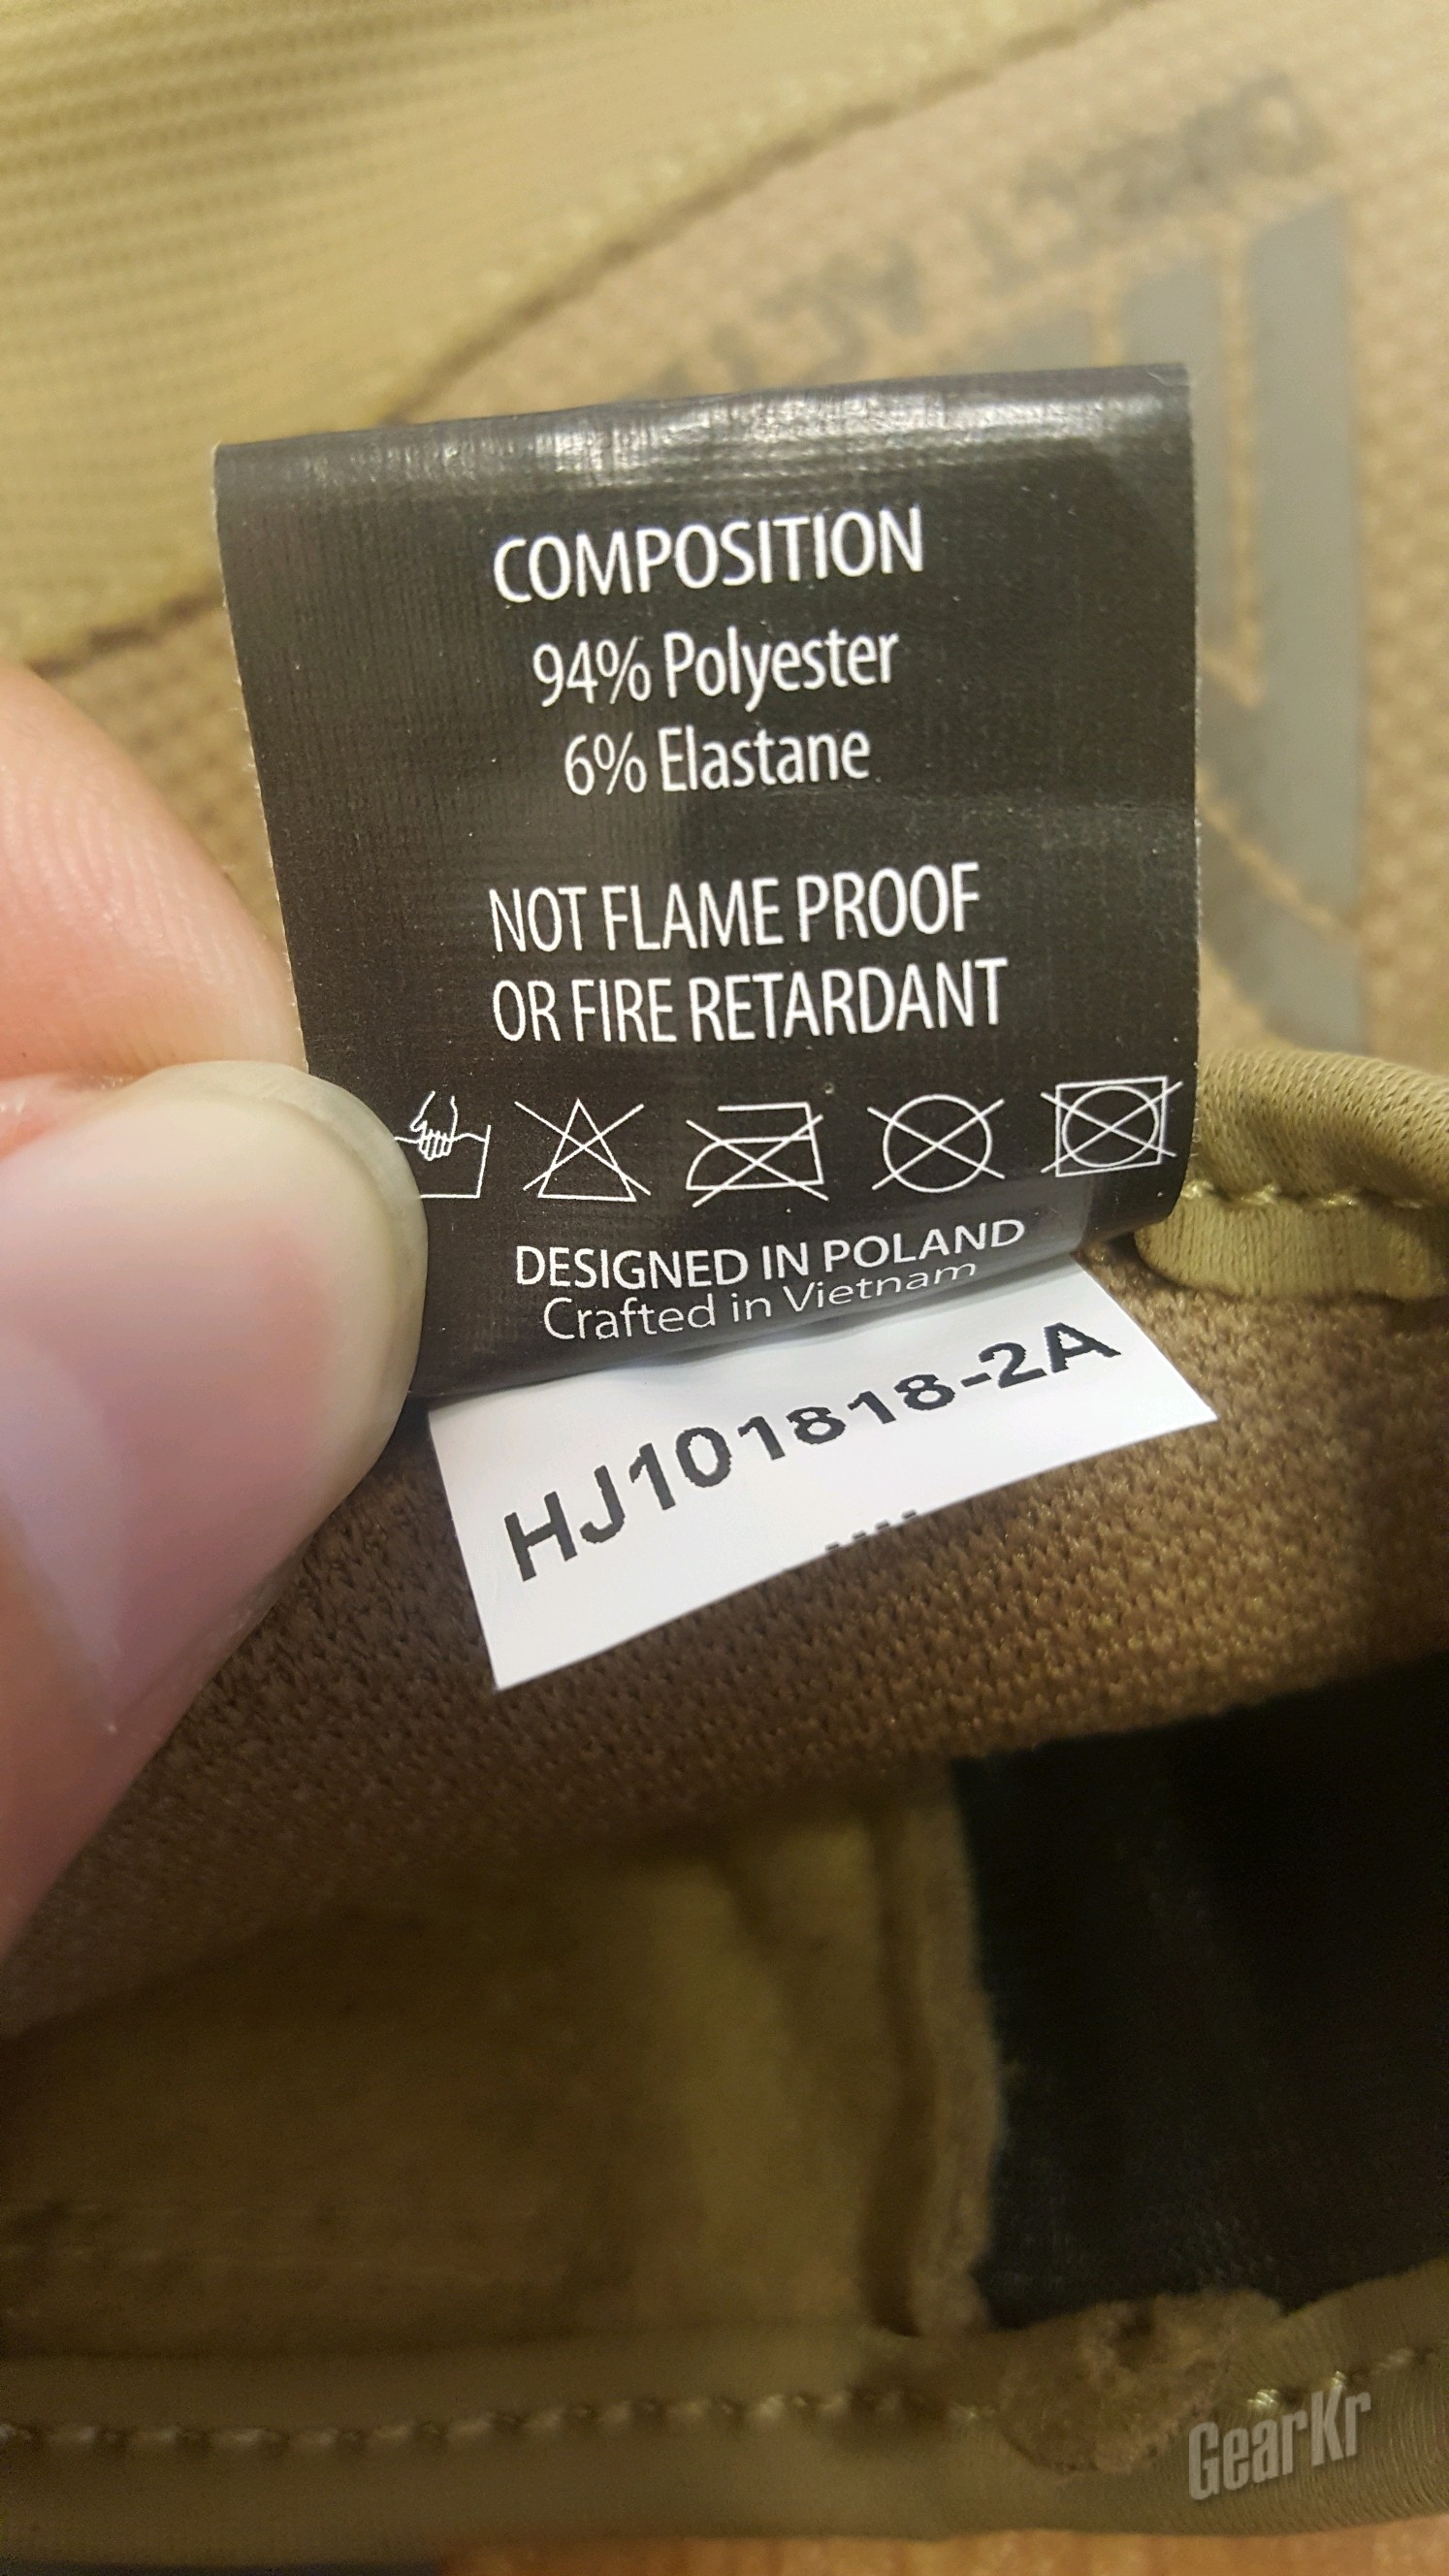 COMPOSITION
94% Polyester
6% Elastane
NOT FLAME PROOF
OR FIRE RETARDANT
DESIGNED IN POLAND
Crafted in Vietnam
HJ101818-2A
GearKr